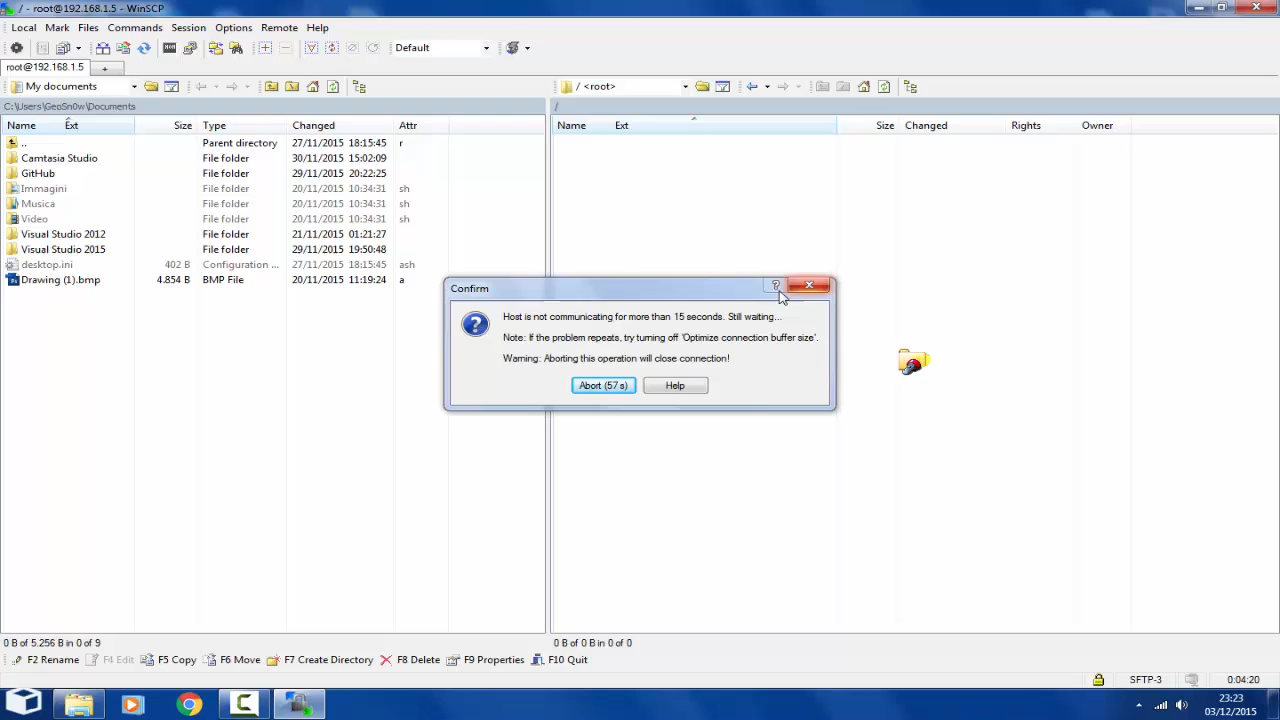 / - root@192.168.1.5 - WinSCP
Local Mark Files Commands Session Options Remote Help
Default
root@192.168.1.5
My documents
/ <root>
C:\Users\GeoSn0w\Documents
/
Name Ext Size Type Changed Attr
Name Ext Size Changed Rights Owner
.. Parent directory 27/11/2015 18:15:45 r
Camtasia Studio File folder 30/11/2015 15:02:09
GitHub File folder 29/11/2015 20:22:25
Immagini File folder 20/11/2015 10:34:31 sh
Musica File folder 20/11/2015 10:34:31 sh
Video File folder 20/11/2015 10:34:31 sh
Visual Studio 2012 File folder 21/11/2015 01:21:27
Visual Studio 2015 File folder 29/11/2015 19:50:48
desktop.ini 402 B Configuration ... 27/11/2015 18:15:45 ash
Drawing (1).bmp 4.854 B BMP File 20/11/2015 11:19:24 a
Confirm
Host is not communicating for more than 15 seconds. Still waiting...
Note: If the problem repeats, try turning off 'Optimize connection buffer size'.
Warning: Aborting this operation will close connection!
Abort (57 s) Help
0 B of 5.256 B in 0 of 9
0 B of 0 B in 0 of 0
F2 Rename F4 Edit F5 Copy F6 Move F7 Create Directory F8 Delete F9 Properties F10 Quit
SFTP-3 0:04:20
23:23
03/12/2015